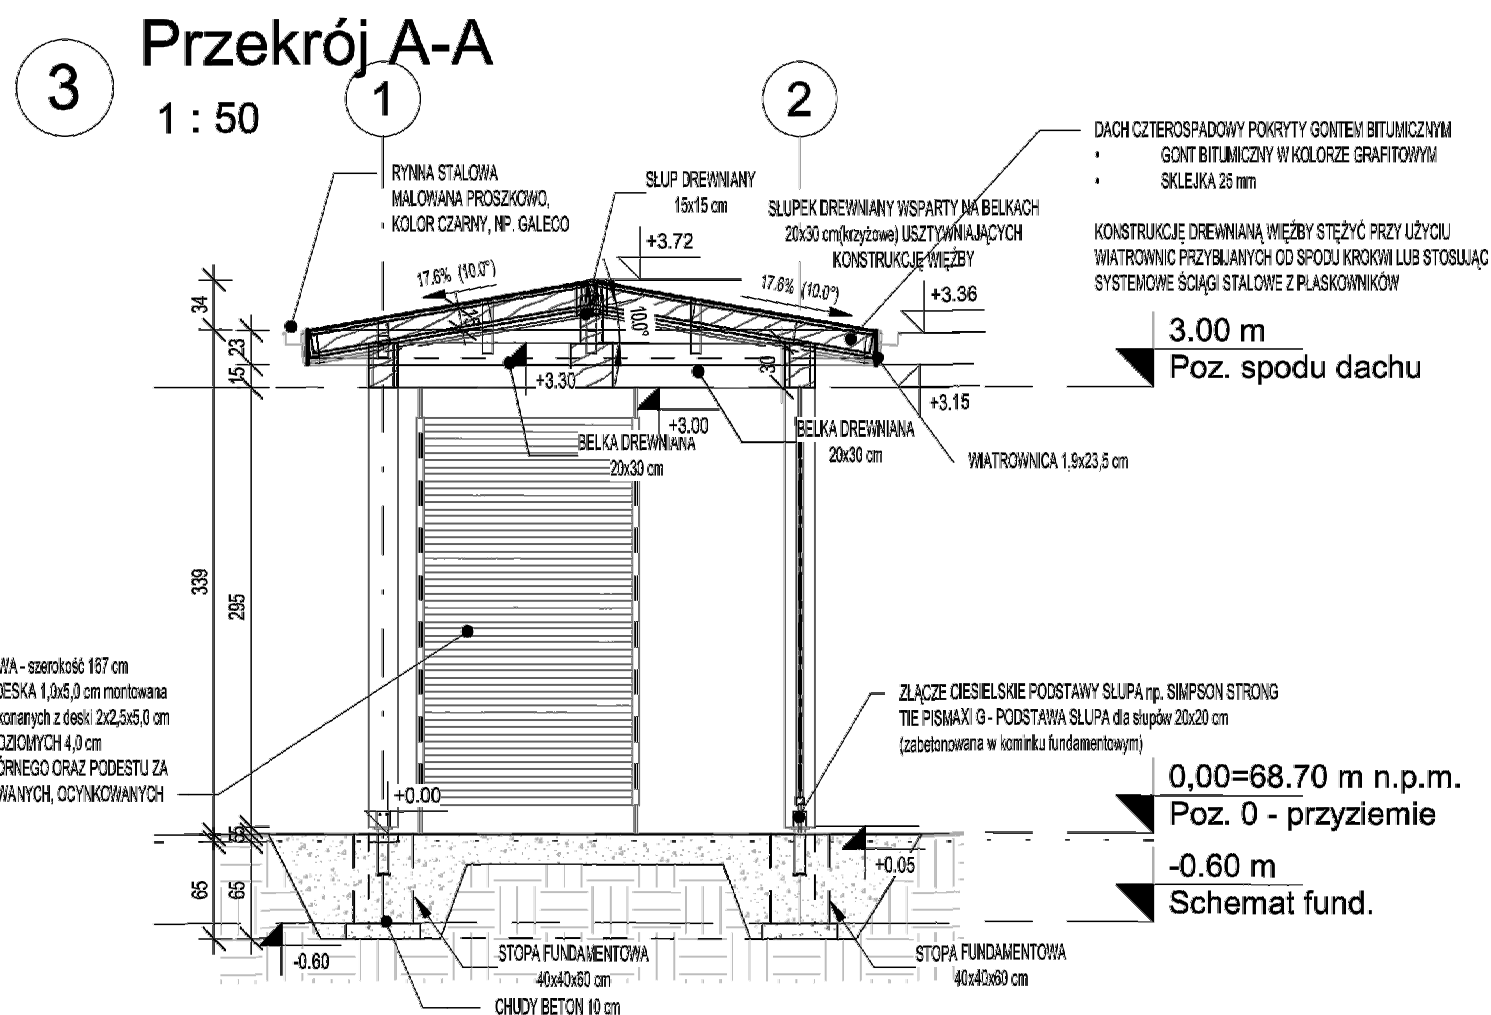 3
Przekrój A-A
1 : 50
1
2
RYNNA STALOWA
MALOWANA PROSZKOWO,
KOLOR CZARNY, NP. GALECO
SŁUP DREWNIANY
15x15 cm
SŁUPEK DREWNIANY WSPARTY NA BELKACH
20x30 cm(krzyżowe) USZTYWNIAJĄCYCH
KONSTRUKCJĘ WIĘŹBY
DACH CZTEROSPADOWY POKRYTY GONTEM BITUMICZNYM
• GONT BITUMICZNY W KOLORZE GRAFITOWYM
• SKLEJKA 25 mm
KONSTRUKCJĘ DREWNIANĄ WIĘŹBY STĘŻYĆ PRZY UŻYCIU
WIATROWNIC PRZYBIJANYCH OD SPODU KROKWI LUB STOSUJĄC
SYSTEMOWE ŚCIĄGI STALOWE Z PŁASKOWNIKÓW
+3.72
17.6% (10.0°)
17.6% (10.0°)
+3.36
10.0°
34
23
15
30
+3.30
+3.15
+3.00
3.00 m
Poz. spodu dachu
BELKA DREWNIANA
20x30 cm
BELKA DREWNIANA
20x30 cm
WIATROWNICA 1,9x23,5 cm
339
295
WA - szerokość 167 cm
DESKA 1,9x5,0 cm montowana
konanych z deski 2x2,5x5,0 cm
OZIOMYCH 4,0 cm
ÓRNEGO ORAZ PODESTU ZA
WANYCH, OCYNKOWANYCH
ZŁĄCZE CIESIELSKIE PODSTAWY SŁUPA np. SIMPSON STRONG
TIE PISMAXI G - PODSTAWA SŁUPA dla słupów 20x20 cm
(zabetonowana w kominku fundamentowym)
+0.00
0,00=68.70 m n.p.m.
Poz. 0 - przyziemie
+0.05
65
65
-0.60 m
Schemat fund.
-0.60
STOPA FUNDAMENTOWA
40x40x60 cm
STOPA FUNDAMENTOWA
40x40x60 cm
CHUDY BETON 10 cm